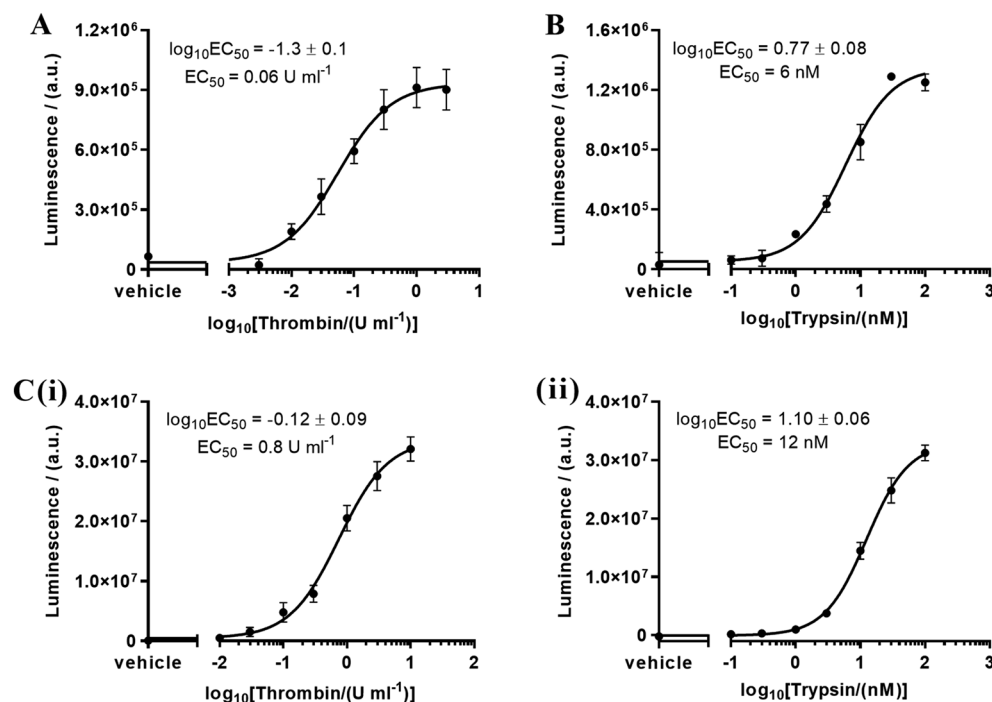 A
log₁₀EC₅₀ = -1.3 ± 0.1
EC₅₀ = 0.06 U ml⁻¹
Luminescence / (a.u.)
1.2×10⁶
9.0×10⁵
6.0×10⁵
3.0×10⁵
0
vehicle
-3 -2 -1 0 1
log₁₀[Thrombin/(U ml⁻¹)]
B
log₁₀EC₅₀ = 0.77 ± 0.08
EC₅₀ = 6 nM
Luminescence / (a.u.)
1.6×10⁶
1.2×10⁶
8.0×10⁵
4.0×10⁵
0
vehicle
-1 0 1 2 3
log₁₀[Trypsin/(nM)]
C(i)
log₁₀EC₅₀ = -0.12 ± 0.09
EC₅₀ = 0.8 U ml⁻¹
Luminescence / (a.u.)
4.0×10⁷
3.0×10⁷
2.0×10⁷
1.0×10⁷
0
vehicle
-2 -1 0 1 2
log₁₀[Thrombin/(U ml⁻¹)]
(ii)
log₁₀EC₅₀ = 1.10 ± 0.06
EC₅₀ = 12 nM
Luminescence / (a.u.)
4.0×10⁷
3.0×10⁷
2.0×10⁷
1.0×10⁷
0
vehicle
-1 0 1 2 3
log₁₀[Trypsin/(nM)]